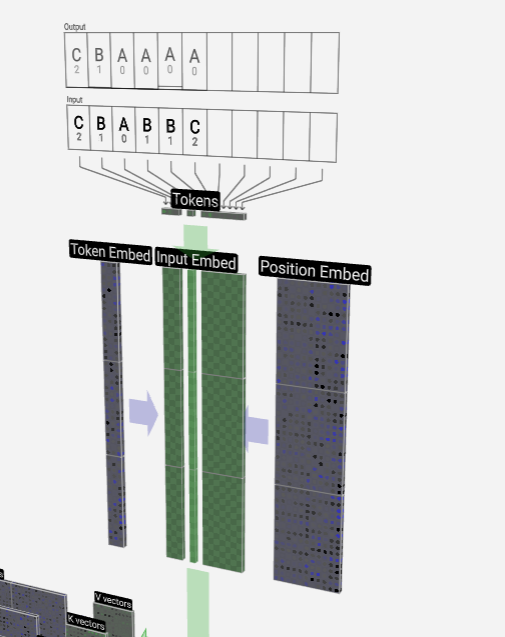 Output
C B A A A A
2 1 0 0 0 0
Input
C B A B B C
2 1 0 1 1 2
Tokens
Token Embed Input Embed Position Embed
V vectors
K vectors